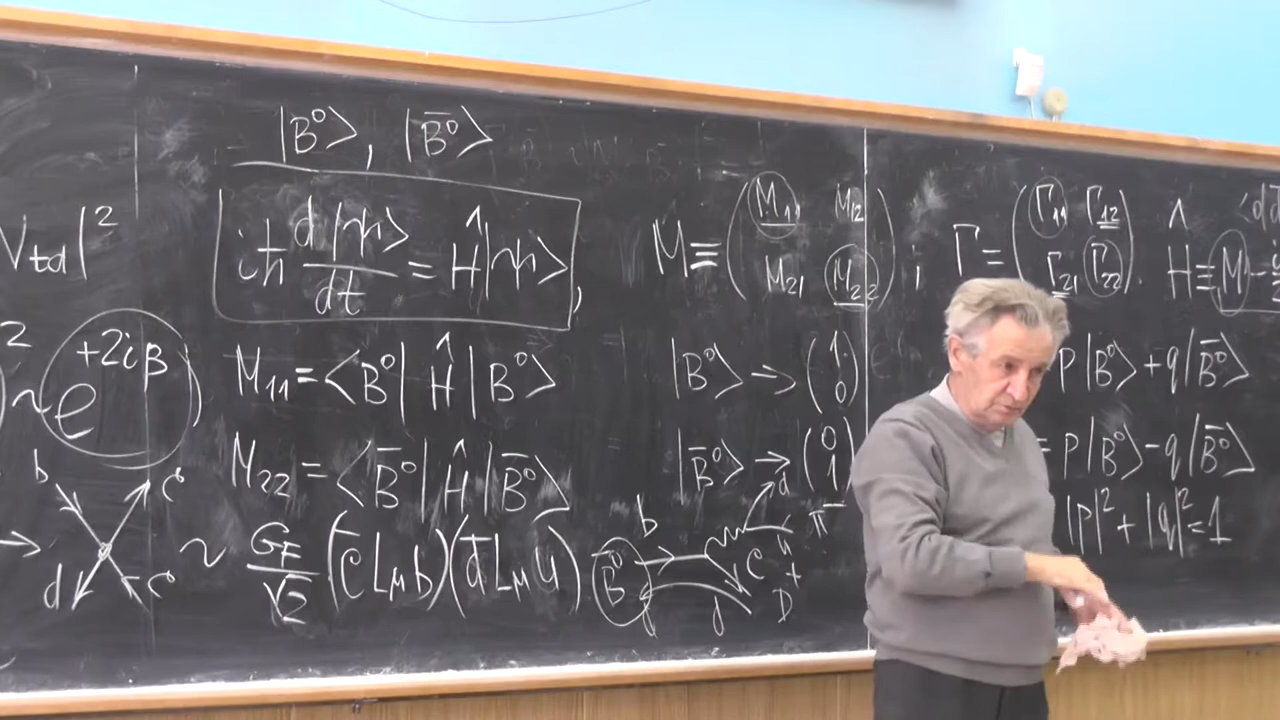 |B⁰⟩, |B̄⁰⟩
V_td|²
iħ d|ψ⟩/dt = Ĥ|ψ⟩,
M ≡ (M₁₁ M₁₂
M₂₁ M₂₂) ;
Γ = (Γ₁₁ Γ₁₂
Γ₂₁ Γ₂₂).
Ĥ ≡ M - i
2
~ e^{+2iβ})
M₁₁ = ⟨B⁰| Ĥ |B⁰⟩
|B⁰⟩ → (1 0)
p|B⁰⟩ + q|B̄⁰⟩
M₂₂ = ⟨B̄⁰| Ĥ |B̄⁰⟩
|B̄⁰⟩ → (0 1)
= p|B⁰⟩ - q|B̄⁰⟩
|p|² + |q|² = 1
b c
→ ~ G_F/√2 (c̄ L_μ b)(d̄ L_μ u)
d c
B̄⁰ b d u π⁻
c D⁺
d